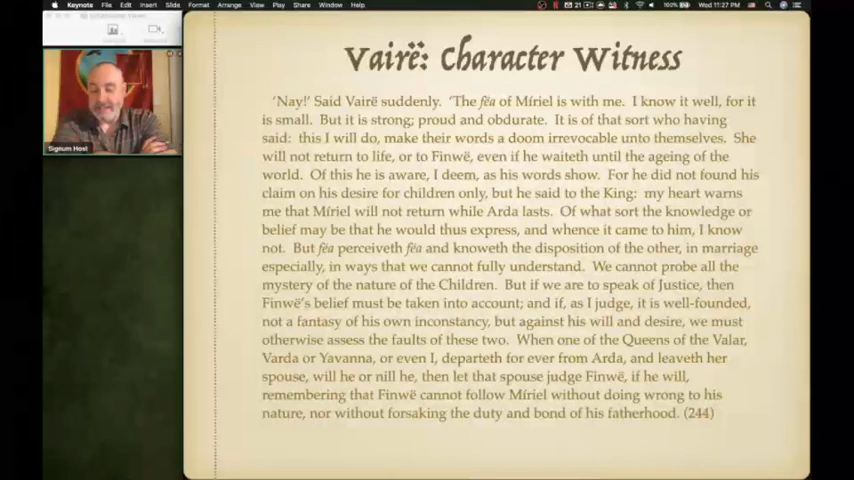 Keynote File Edit Insert Slide Format Arrange View Play Share Window Help
21 100% Wed 11:27 PM
Vairë: Character Witness
'Nay!' Said Vairë suddenly. 'The fëa of Míriel is with me. I know it well, for it
is small. But it is strong; proud and obdurate. It is of that sort who having
said: this I will do, make their words a doom irrevocable unto themselves. She
will not return to life, or to Finwë, even if he waiteth until the ageing of the
world. Of this he is aware, I deem, as his words show. For he did not found his
claim on his desire for children only, but he said to the King: my heart warns
me that Míriel will not return while Arda lasts. Of what sort the knowledge or
belief may be that he would thus express, and whence it came to him, I know
not. But fëa perceiveth fëa and knoweth the disposition of the other, in marriage
especially, in ways that we cannot fully understand. We cannot probe all the
mystery of the nature of the Children. But if we are to speak of Justice, then
Finwë's belief must be taken into account; and if, as I judge, it is well-founded,
not a fantasy of his own inconstancy, but against his will and desire, we must
otherwise assess the faults of these two. When one of the Queens of the Valar,
Varda or Yavanna, or even I, departeth for ever from Arda, and leaveth her
spouse, will he or nill he, then let that spouse judge Finwë, if he will,
remembering that Finwë cannot follow Míriel without doing wrong to his
nature, nor without forsaking the duty and bond of his fatherhood. (244)
Signum Host